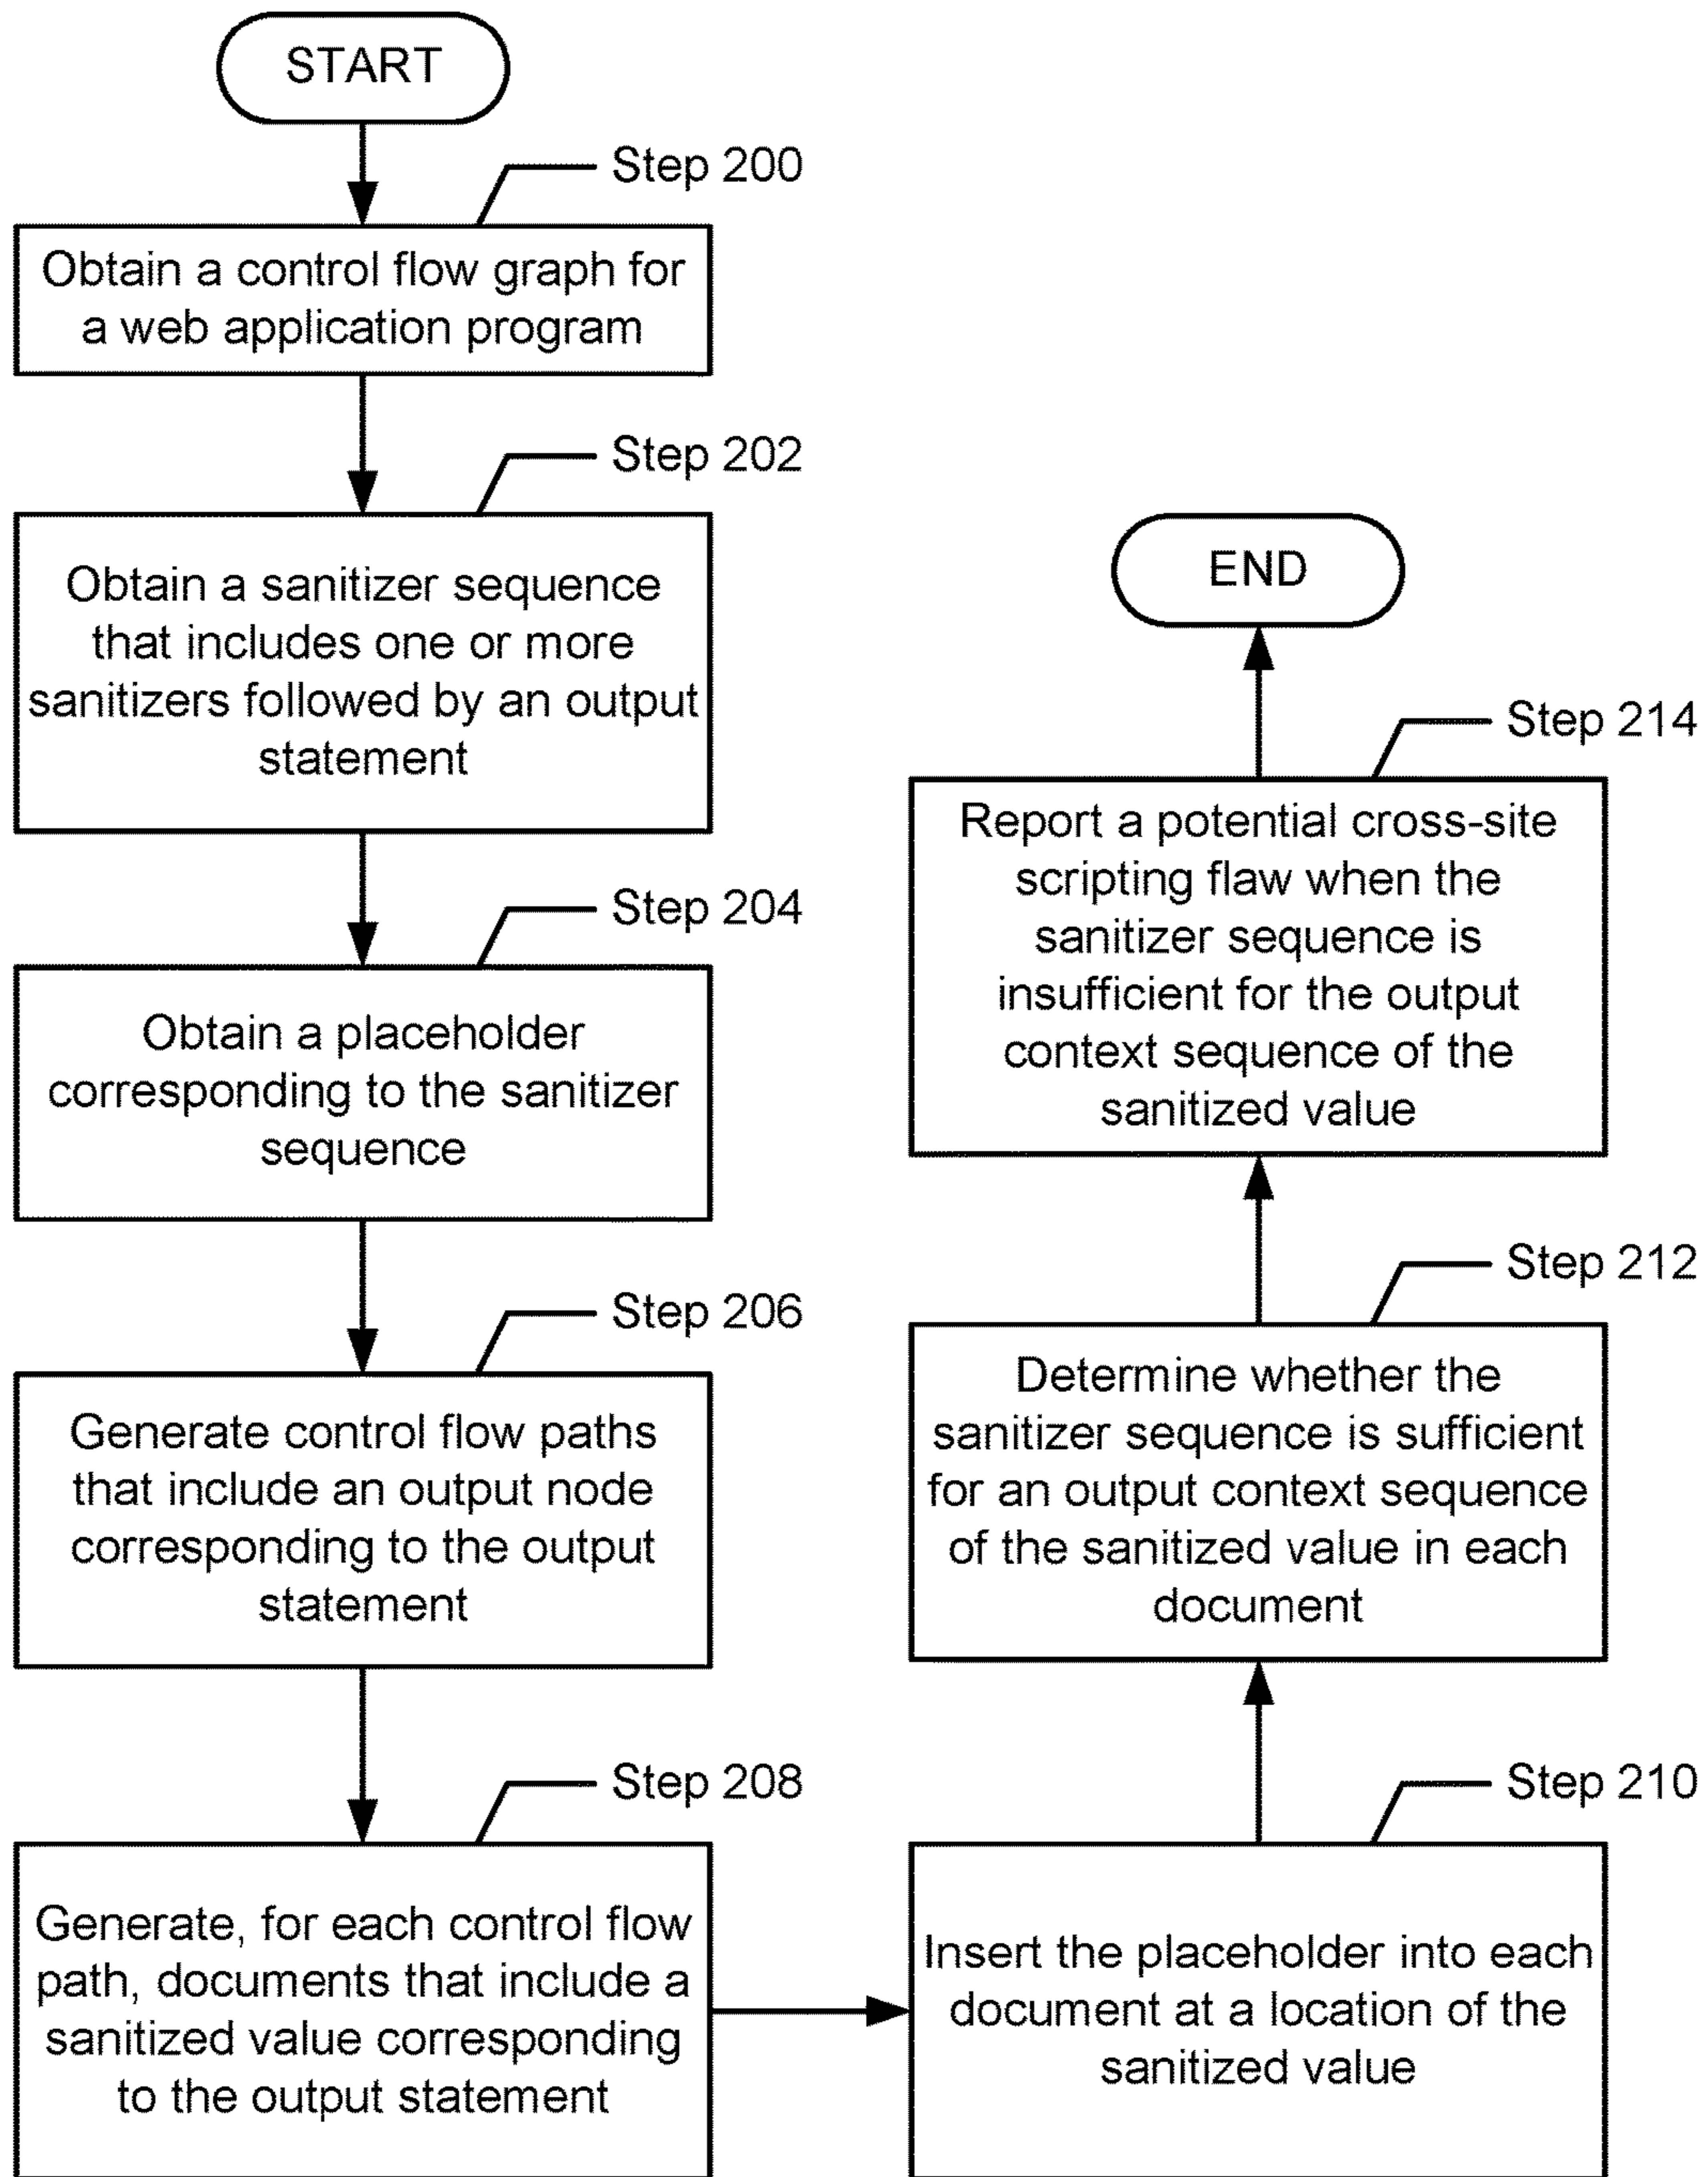 START
Step 200
Obtain a control flow graph for
a web application program
Step 202
Obtain a sanitizer sequence
that includes one or more
sanitizers followed by an output
statement
Step 204
Obtain a placeholder
corresponding to the sanitizer
sequence
Step 206
Generate control flow paths
that include an output node
corresponding to the output
statement
Step 208
Generate, for each control flow
path, documents that include a
sanitized value corresponding
to the output statement
Step 210
Insert the placeholder into each
document at a location of the
sanitized value
Step 212
Determine whether the
sanitizer sequence is sufficient
for an output context sequence
of the sanitized value in each
document
Step 214
Report a potential cross-site
scripting flaw when the
sanitizer sequence is
insufficient for the output
context sequence of the
sanitized value
END